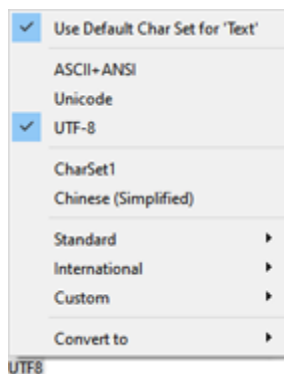 Use Default Char Set for 'Text'
ASCII+ANSI
Unicode
UTF-8
CharSet1
Chinese (Simplified)
Standard
International
Custom
Convert to
UTF8